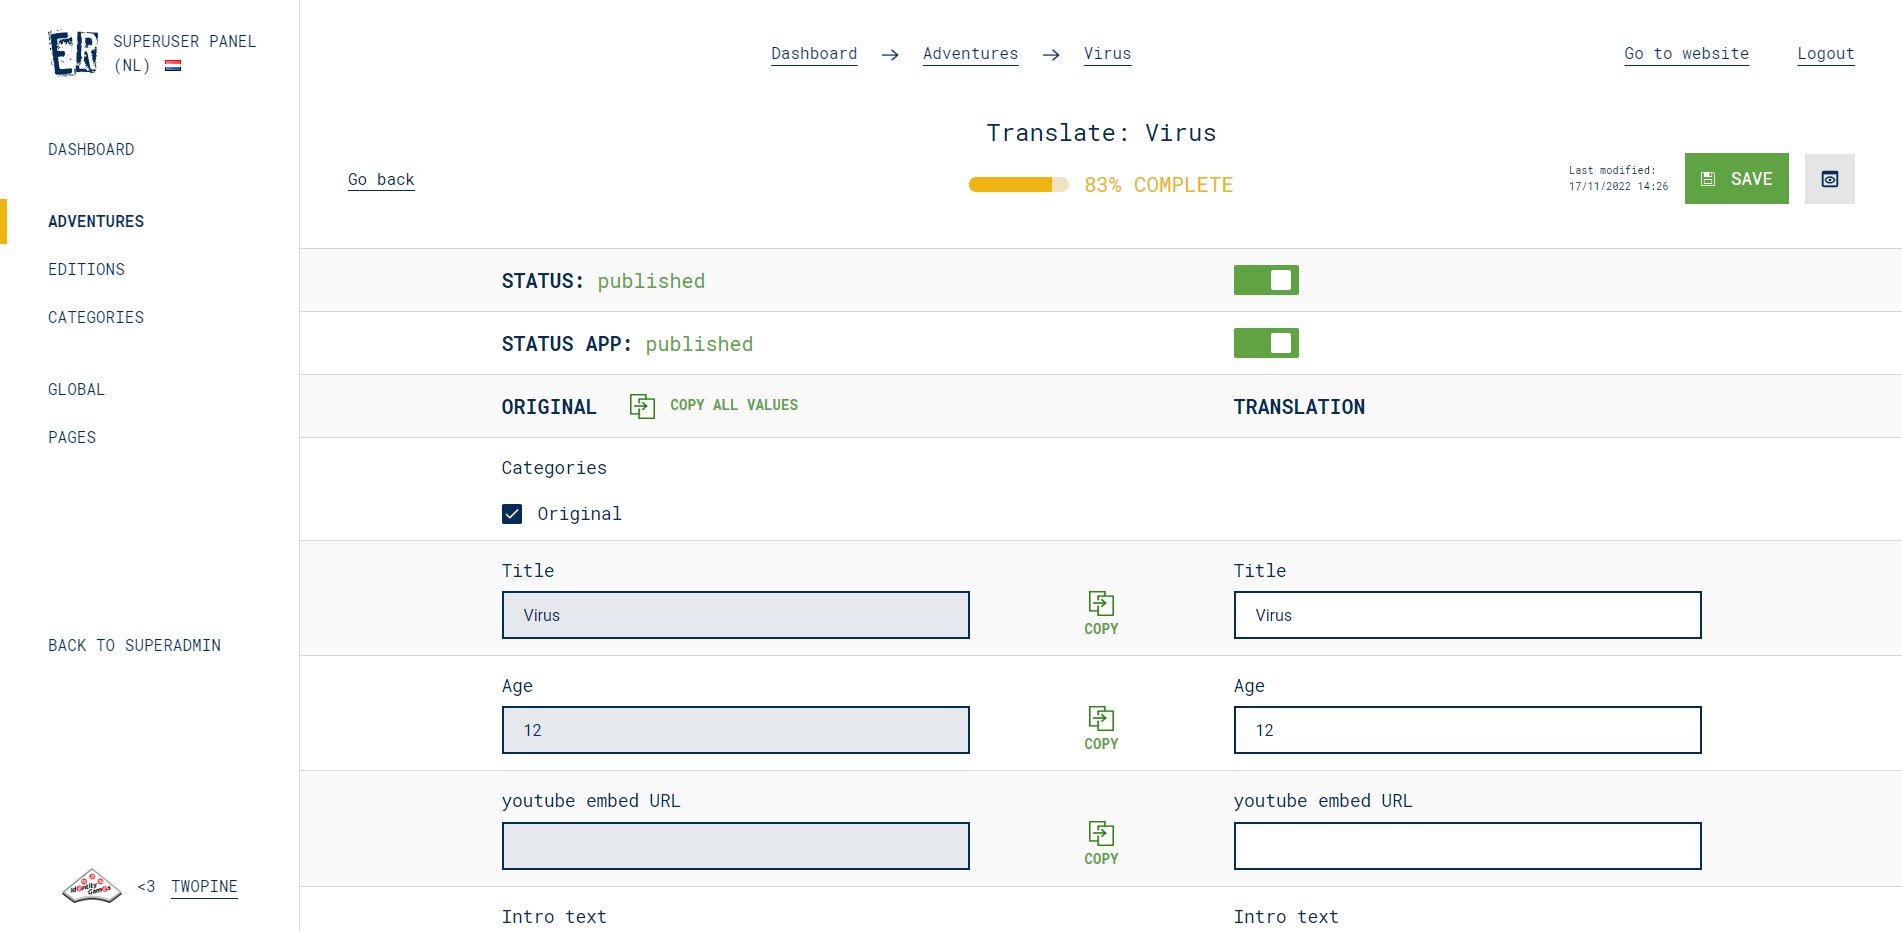 ER
SUPERUSER PANEL
(NL)
DASHBOARD
ADVENTURES
EDITIONS
CATEGORIES
GLOBAL
PAGES
BACK TO SUPERADMIN
Identity Games
<3 TWOPINE
Dashboard → Adventures → Virus
Go to website Logout
Translate: Virus
Go back
83% COMPLETE
Last modified:
17/11/2022 14:26
SAVE
STATUS: published
STATUS APP: published
ORIGINAL COPY ALL VALUES TRANSLATION
Categories
Original
Title Title
Virus COPY Virus
Age Age
12 COPY 12
youtube embed URL youtube embed URL
COPY
Intro text Intro text